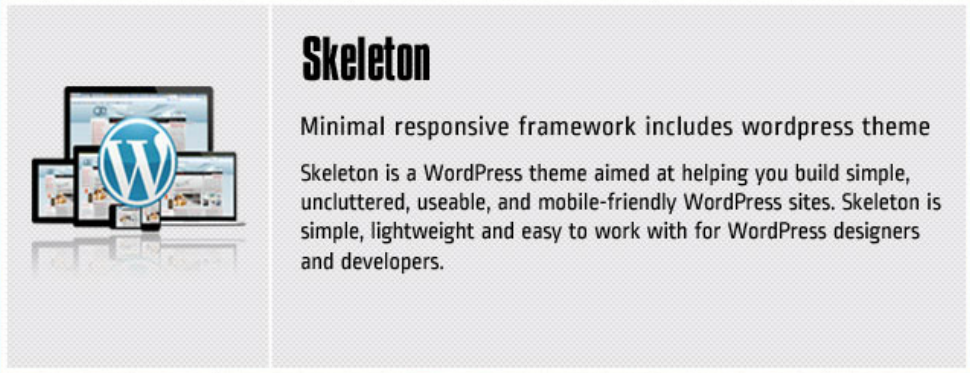 Skeleton
Minimal responsive framework includes wordpress theme
Skeleton is a WordPress theme aimed at helping you build simple,
uncluttered, useable, and mobile-friendly WordPress sites. Skeleton is
simple, lightweight and easy to work with for WordPress designers
and developers.